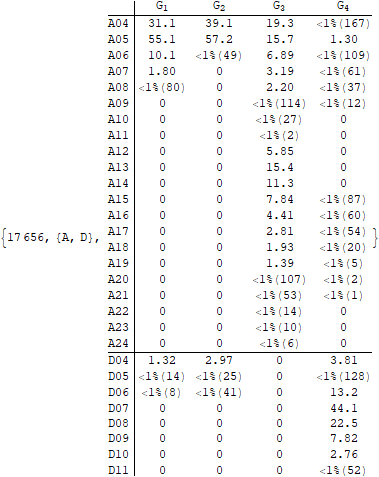 G1 G2 G3 G4
A04 31.1 39.1 19.3 <1%(167)
A05 55.1 57.2 15.7 1.30
A06 10.1 <1%(49) 6.89 <1%(109)
A07 1.80 0 3.19 <1%(61)
A08 <1%(80) 0 2.20 <1%(37)
A09 0 0 <1%(114) <1%(12)
A10 0 0 <1%(27) 0
A11 0 0 <1%(2) 0
A12 0 0 5.85 0
A13 0 0 15.4 0
A14 0 0 11.3 0
A15 0 0 7.84 <1%(87)
A16 0 0 4.41 <1%(60)
A17 0 0 2.81 <1%(54)
{17656, {A, D}, A18 0 0 1.93 <1%(20) }
A19 0 0 1.39 <1%(5)
A20 0 0 <1%(107) <1%(2)
A21 0 0 <1%(53) <1%(1)
A22 0 0 <1%(14) 0
A23 0 0 <1%(10) 0
A24 0 0 <1%(6) 0
D04 1.32 2.97 0 3.81
D05 <1%(14) <1%(25) 0 <1%(128)
D06 <1%(8) <1%(41) 0 13.2
D07 0 0 0 44.1
D08 0 0 0 22.5
D09 0 0 0 7.82
D10 0 0 0 2.76
D11 0 0 0 <1%(52)